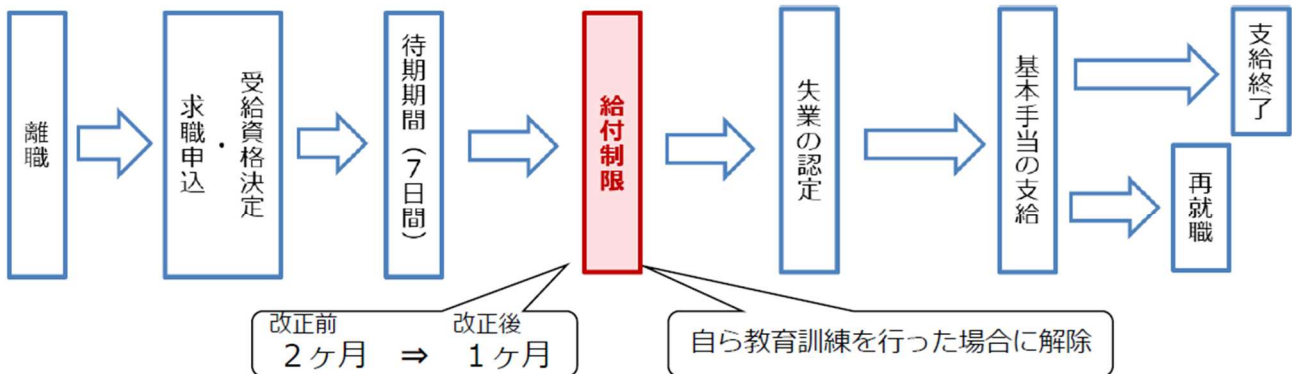 離職
受給資格決定
・
求職申込
待期期間（7日間）
給付制限
失業の認定
基本手当の支給
支給終了
再就職
改正前 改正後
２ヶ月 ⇒ １ヶ月
自ら教育訓練を行った場合に解除